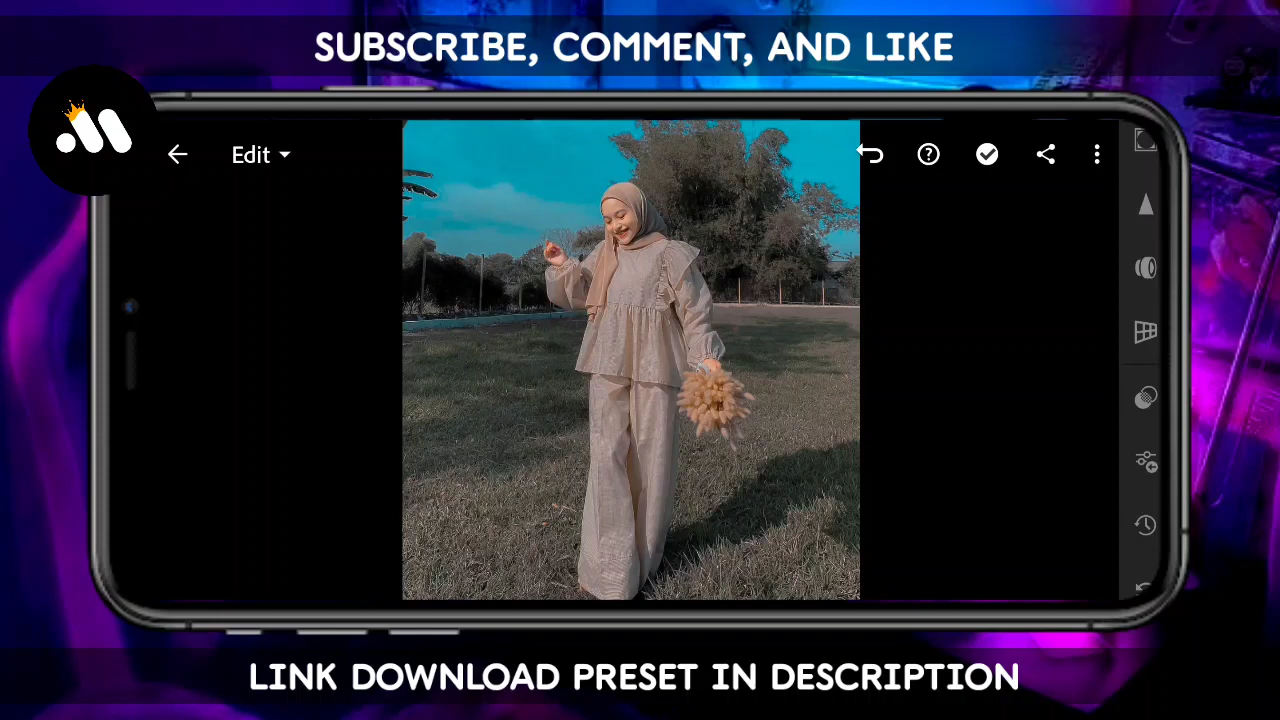 SUBSCRIBE, COMMENT, AND LIKE
Edit
LINK DOWNLOAD PRESET IN DESCRIPTION